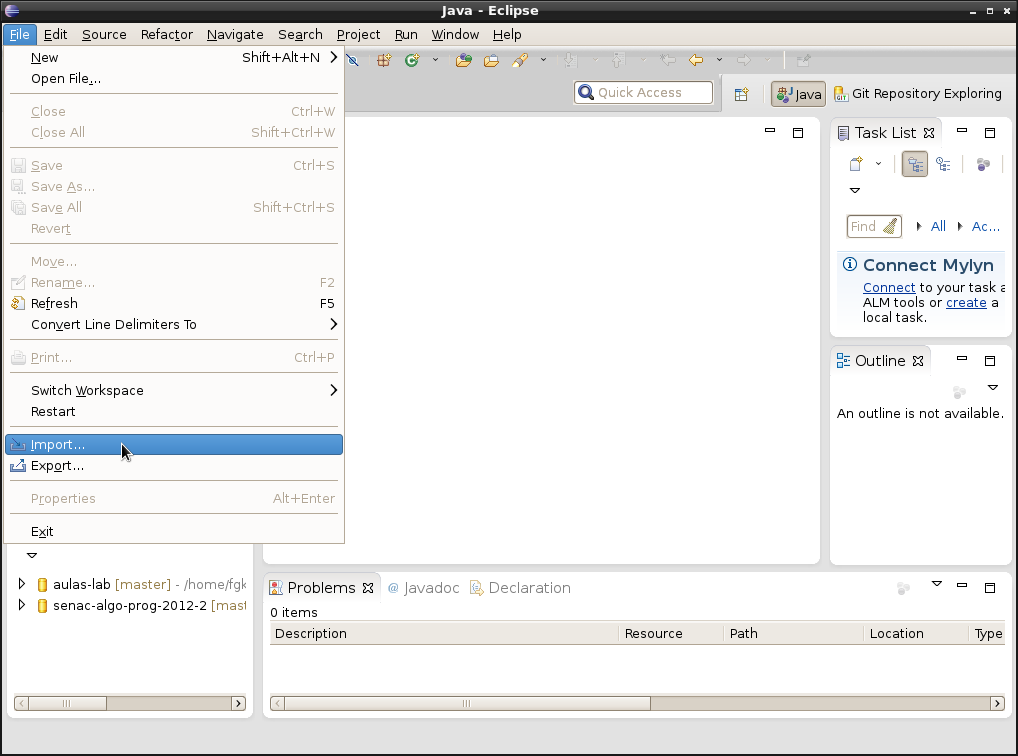 Java - Eclipse
File Edit Source Refactor Navigate Search Project Run Window Help
New Shift+Alt+N
Open File...
Close Ctrl+W
Close All Shift+Ctrl+W
Save Ctrl+S
Save As...
Save All Shift+Ctrl+S
Revert
Move...
Rename... F2
Refresh F5
Convert Line Delimiters To
Print... Ctrl+P
Switch Workspace
Restart
Import...
Export...
Properties Alt+Enter
Exit
Quick Access
Java
GIT Git Repository Exploring
Task List
Find All Ac...
Connect Mylyn
Connect to your task a
ALM tools or create a
local task.
Outline
An outline is not available.
aulas-lab [master] - /home/fgk
senac-algo-prog-2012-2 [mast
Problems @ Javadoc Declaration
0 items
Description Resource Path Location Type